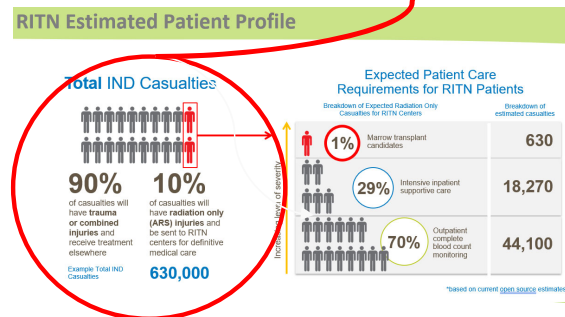 RITN Estimated Patient Profile
Total IND Casualties
90%
of casualties will
have trauma
or combined
injuries and
receive treatment
elsewhere
10%
of casualties will
have radiation only
(ARS) injuries and
be sent to RITN
centers for definitive
medical care
Example Total IND
Casualties
630,000
Expected Patient Care
Requirements for RITN Patients
Breakdown of Expected Radiation Only
Casualties for RITN Centers
Breakdown of
estimated casualties
Increasing level of severity
1%
Marrow transplant
candidates
630
29%
Intensive inpatient
supportive care
18,270
70%
Outpatient
complete
blood count
monitoring
44,100
*based on current open source estimates